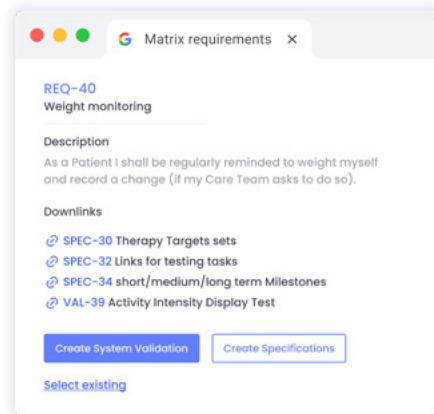 Matrix requirements
REQ-40
Weight monitoring
Description
As a Patient I shall be regularly reminded to weight myself
and record a change (if my Care Team asks to do so).
Downlinks
SPEC-30 Therapy Targets sets
SPEC-32 Links for testing tasks
SPEC-34 short/medium/long term Milestones
VAL-39 Activity Intensity Display Test
Create System Validation
Create Specifications
Select existing